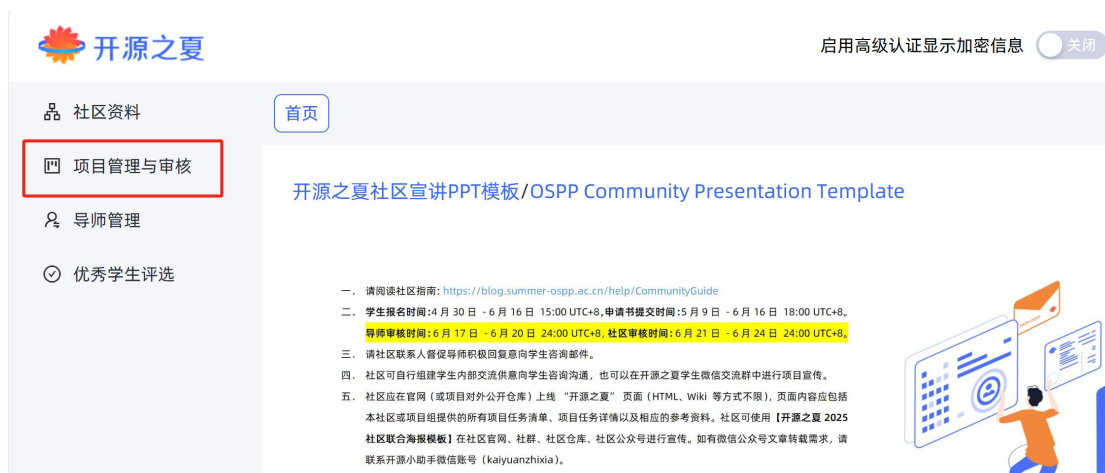 开源之夏
启用高级认证显示加密信息 关闭
社区资料
首页
项目管理与审核
开源之夏社区宣讲PPT模板/OSPP Community Presentation Template
导师管理
优秀学生评选
一. 请阅读社区指南: https://blog.summer-ospp.ac.cn/help/CommunityGuide
二. 学生报名时间:4 月 30 日 - 6 月 16 日 15:00 UTC+8,申请书提交时间:5 月 9 日 - 6 月 16 日 18:00 UTC+8。
导师审核时间:6 月 17 日 - 6 月 20 日 24:00 UTC+8, 社区审核时间:6 月 21 日 - 6 月 24 日 24:00 UTC+8。
三. 请社区联系人督促导师积极回复意向学生咨询邮件。
四. 社区可自行组建学生内部交流供意向学生咨询沟通, 也可以在开源之夏学生微信交流群中进行项目宣传。
五. 社区应在官网 (或项目对外公开仓库) 上线 “开源之夏” 页面 (HTML、Wiki 等方式不限), 页面内容应包括
本社区或项目组提供的所有项目任务清单、项目任务详情以及相应的参考资料。社区可使用【开源之夏 2025
社区联合海报模板】在社区官网、社群、社区仓库、社区公众号进行宣传。如有微信公众号文章转载需求, 请
联系开源小助手微信账号 (kaiyuanzhixia)。